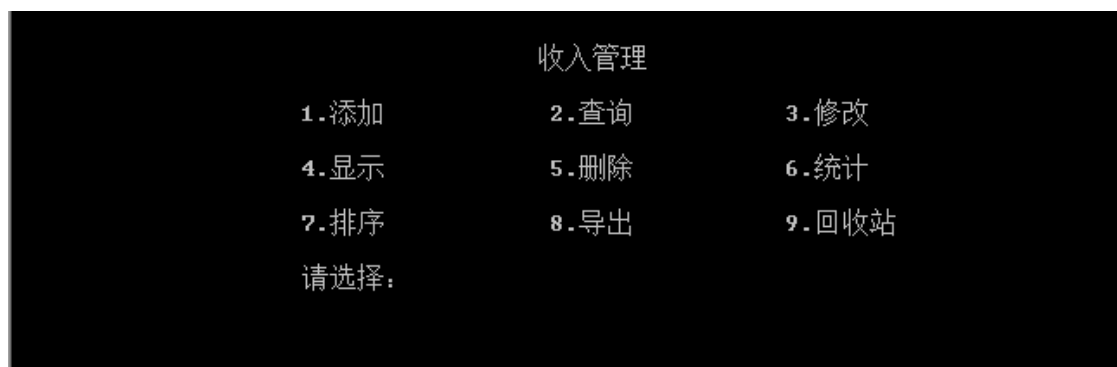 收入管理
1.添加 2.查询 3.修改
4.显示 5.删除 6.统计
7.排序 8.导出 9.回收站
请选择：